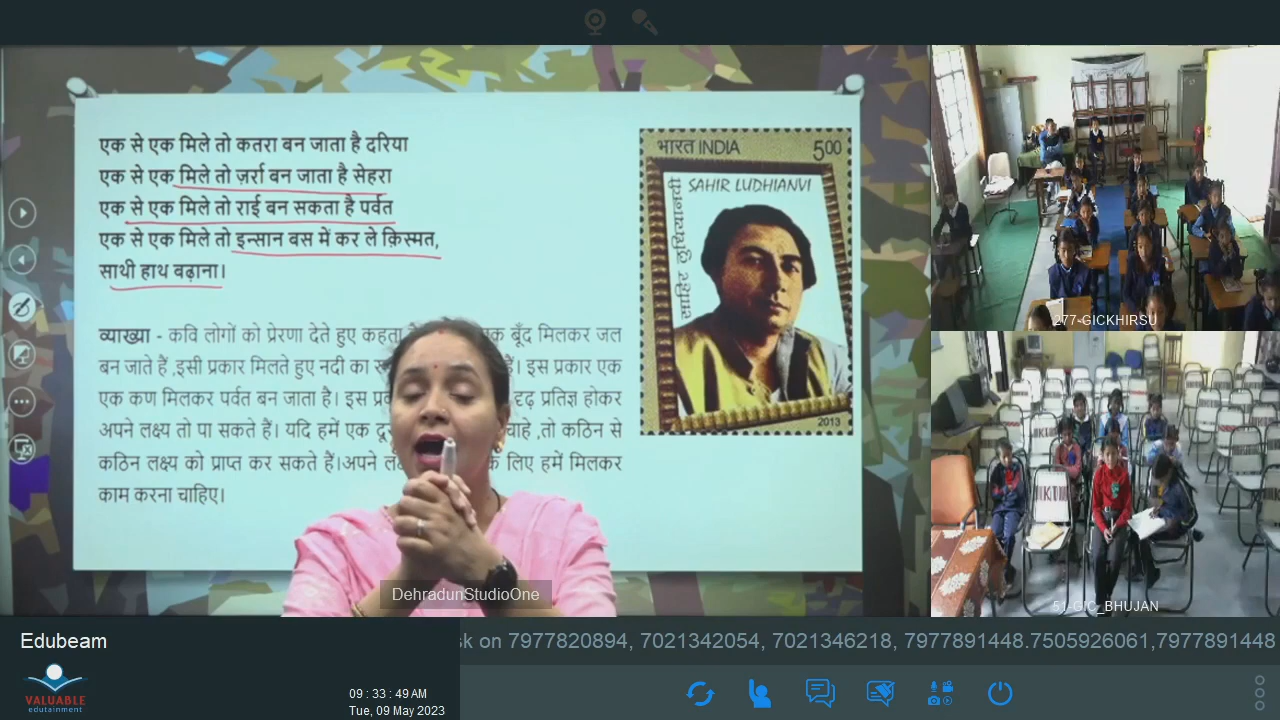 एक से एक मिले तो कतरा बन जाता है दरिया
एक से एक मिले तो ज़र्रा बन जाता है सेहरा
एक से एक मिले तो राई बन सकता है पर्वत
एक से एक मिले तो इन्सान बस में कर ले क़िस्मत,
साथी हाथ बढ़ाना।
व्याख्या - कवि लोगों को प्रेरणा देते हुए कहता क बूँद मिलकर जल
बन जाते हैं ,इसी प्रकार मिलते हुए नदी का हैं। इस प्रकार एक
एक कण मिलकर पर्वत बन जाता है। इस दृढ़ प्रतिज्ञ होकर
अपने लक्ष्य तो पा सकते हैं। यदि हमें एक चाहे ,तो कठिन से
कठिन लक्ष्य को प्राप्त कर सकते हैं।अपने के लिए हमें मिलकर
काम करना चाहिए।
भारत INDIA 5.00
SAHIR LUDHIANVI
साहिर लुधियानवी
2013
277-GICKHIRSU
51-GIC_BHUJAN
DehradunStudioOne
Edubeam
sk on 7977820894, 7021342054, 7021346218, 7977891448.7505926061,7977891448
VALUABLE
edutainment
09 : 33 : 49 AM
Tue, 09 May 2023